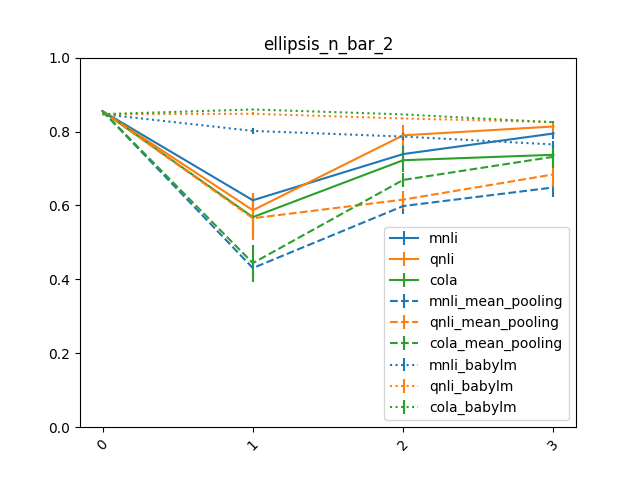 ellipsis_n_bar_2
1.0
0.8
0.6
0.4
0.2
0.0
0
1
2
3
mnli
qnli
cola
mnli_mean_pooling
qnli_mean_pooling
cola_mean_pooling
mnli_babylm
qnli_babylm
cola_babylm